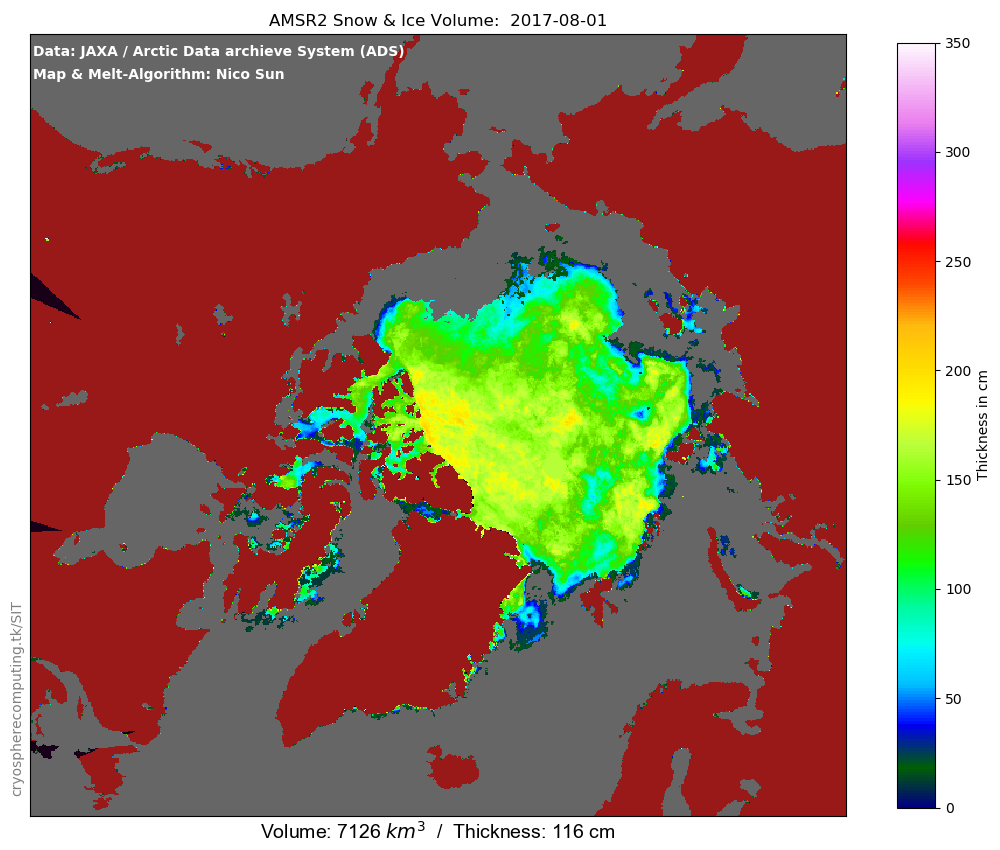 AMSR2 Snow & Ice Volume:  2017-08-01
Data: JAXA / Arctic Data archieve System (ADS)
Map & Melt-Algorithm: Nico Sun
350
300
250
200
150
100
50
0
Thickness in cm
cryospherecomputing.tk/SIT
Volume: 7126 km³  /  Thickness: 116 cm